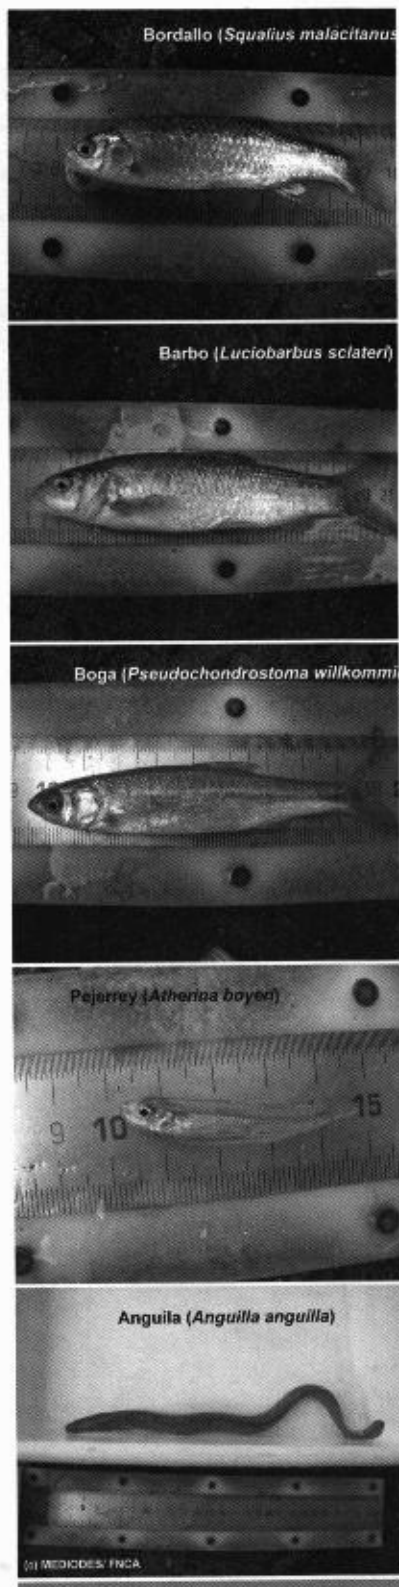 Bordallo (Squalius malacitanus
Barbo (Luciobarbus sclateri)
Boga (Pseudochondrostoma willkommii
Pejerrey (Atherina boyeri)
9 10 15
Anguila (Anguilla anguilla)
(c) MEDIODES/ FNCA